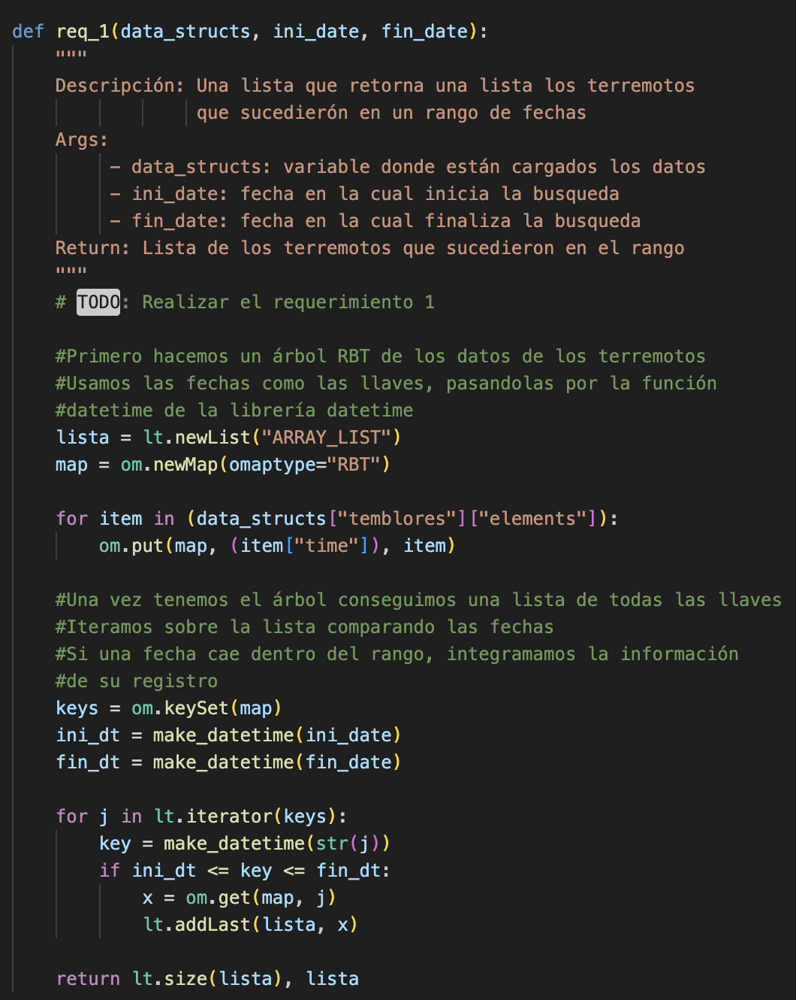 def req_1(data_structs, ini_date, fin_date):
    """
    Descripción: Una lista que retorna una lista los terremotos
                 que sucedierón en un rango de fechas
    Args:
         - data_structs: variable donde están cargados los datos
         - ini_date: fecha en la cual inicia la busqueda
         - fin_date: fecha en la cual finaliza la busqueda
    Return: Lista de los terremotos que sucedieron en el rango
    """
    # TODO: Realizar el requerimiento 1

    #Primero hacemos un árbol RBT de los datos de los terremotos
    #Usamos las fechas como las llaves, pasandolas por la función
    #datetime de la librería datetime
    lista = lt.newList("ARRAY_LIST")
    map = om.newMap(omaptype="RBT")

    for item in (data_structs["temblores"]["elements"]):
        om.put(map, (item["time"]), item)

    #Una vez tenemos el árbol conseguimos una lista de todas las llaves
    #Iteramos sobre la lista comparando las fechas
    #Si una fecha cae dentro del rango, integramamos la información
    #de su registro
    keys = om.keySet(map)
    ini_dt = make_datetime(ini_date)
    fin_dt = make_datetime(fin_date)

    for j in lt.iterator(keys):
        key = make_datetime(str(j))
        if ini_dt <= key <= fin_dt:
            x = om.get(map, j)
            lt.addLast(lista, x)

    return lt.size(lista), lista